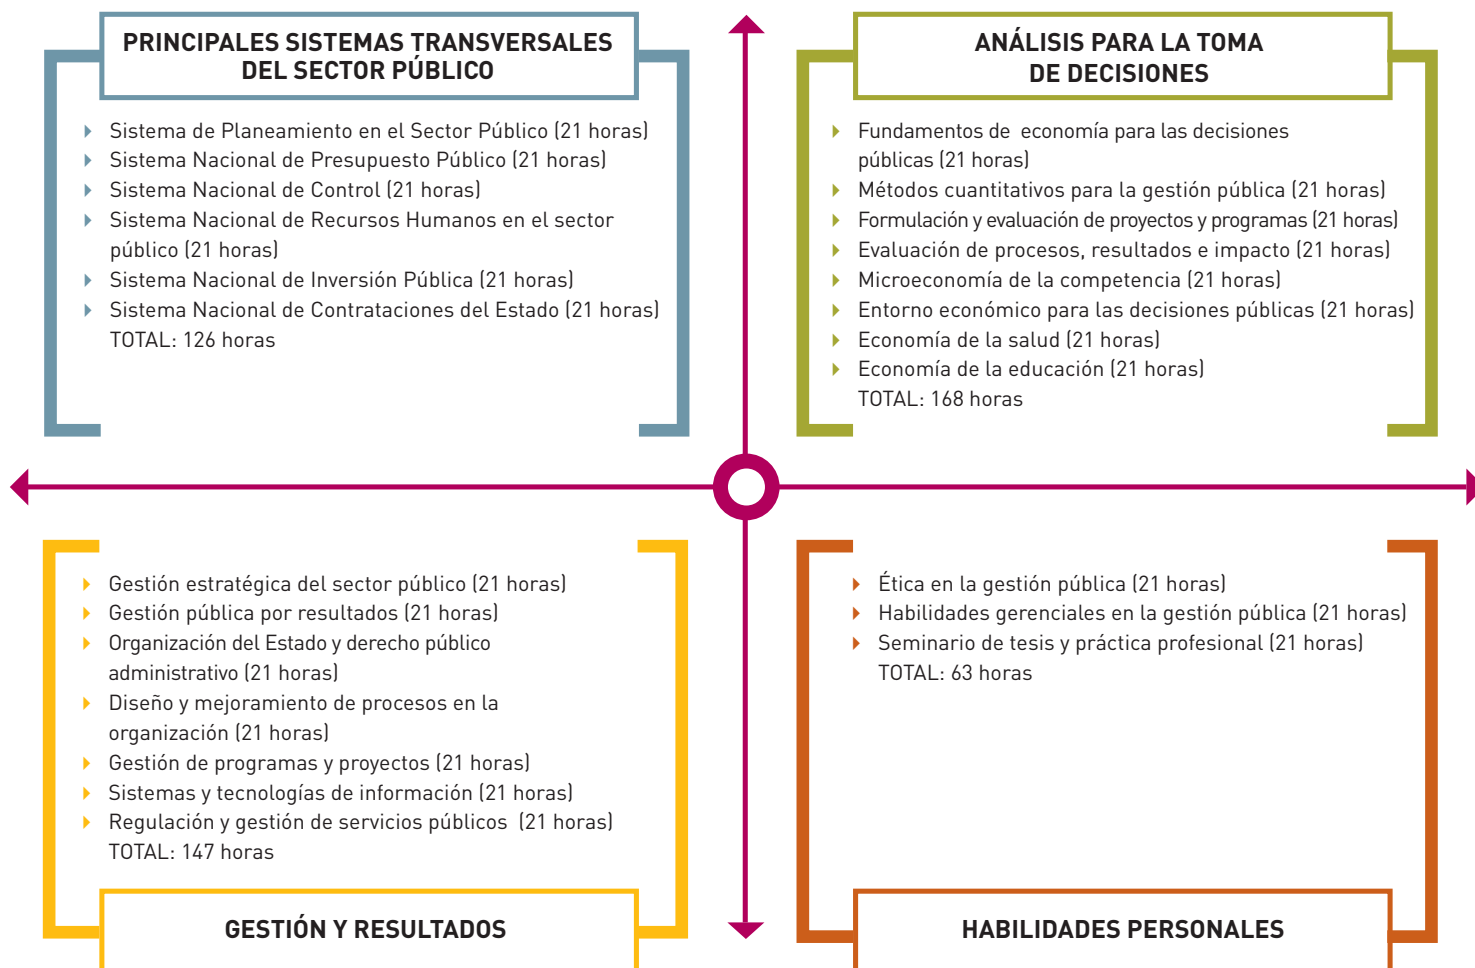 PRINCIPALES SISTEMAS TRANSVERSALES
DEL SECTOR PÚBLICO
Sistema de Planeamiento en el Sector Público (21 horas)
Sistema Nacional de Presupuesto Público (21 horas)
Sistema Nacional de Control (21 horas)
Sistema Nacional de Recursos Humanos en el sector
público (21 horas)
Sistema Nacional de Inversión Pública (21 horas)
Sistema Nacional de Contrataciones del Estado (21 horas)
TOTAL: 126 horas
ANÁLISIS PARA LA TOMA
DE DECISIONES
Fundamentos de economía para las decisiones
públicas (21 horas)
Métodos cuantitativos para la gestión pública (21 horas)
Formulación y evaluación de proyectos y programas (21 horas)
Evaluación de procesos, resultados e impacto (21 horas)
Microeconomía de la competencia (21 horas)
Entorno económico para las decisiones públicas (21 horas)
Economía de la salud (21 horas)
Economía de la educación (21 horas)
TOTAL: 168 horas
Gestión estratégica del sector público (21 horas)
Gestión pública por resultados (21 horas)
Organización del Estado y derecho público
administrativo (21 horas)
Diseño y mejoramiento de procesos en la
organización (21 horas)
Gestión de programas y proyectos (21 horas)
Sistemas y tecnologías de información (21 horas)
Regulación y gestión de servicios públicos (21 horas)
TOTAL: 147 horas
GESTIÓN Y RESULTADOS
Ética en la gestión pública (21 horas)
Habilidades gerenciales en la gestión pública (21 horas)
Seminario de tesis y práctica profesional (21 horas)
TOTAL: 63 horas
HABILIDADES PERSONALES